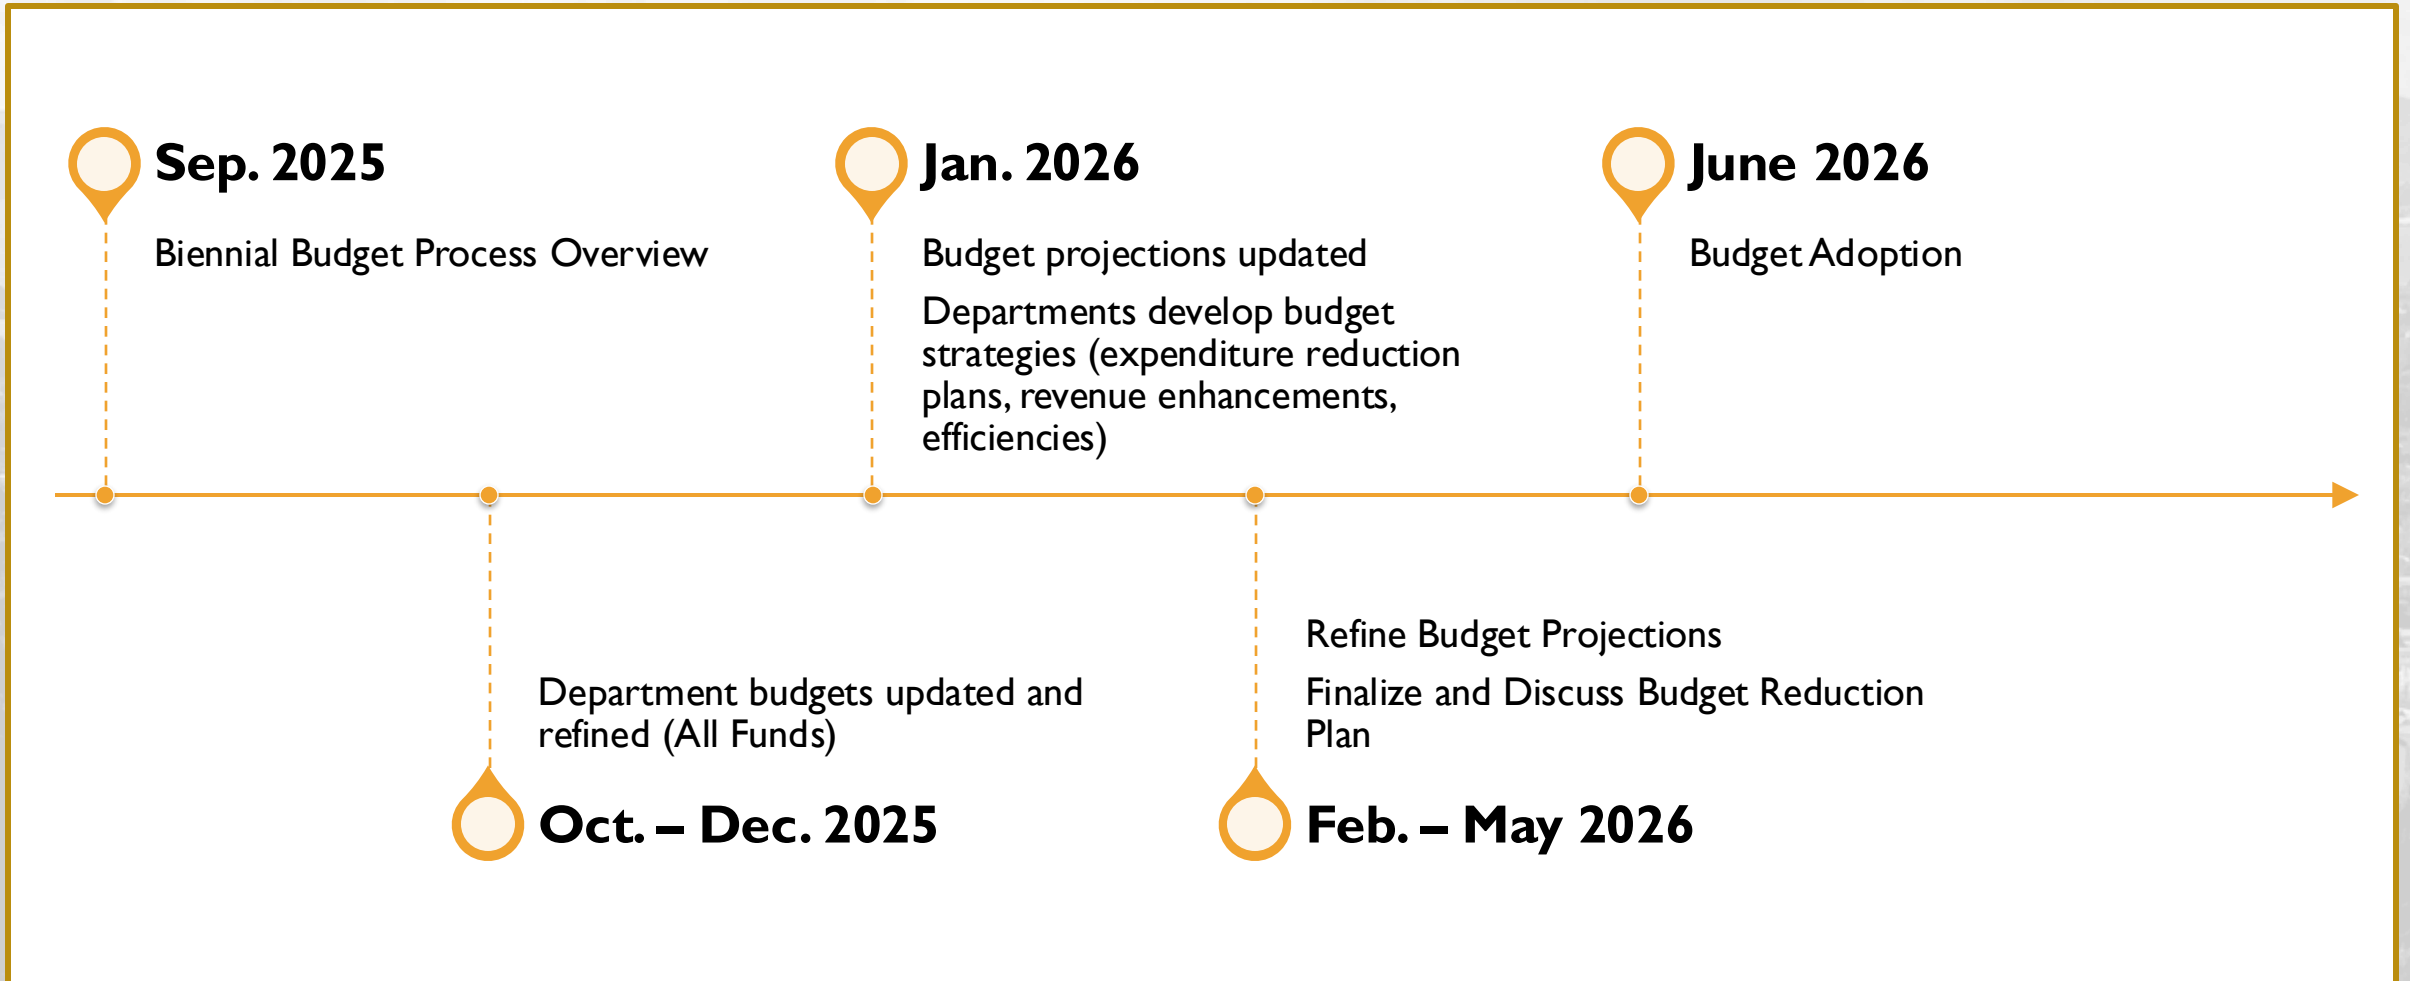 Sep. 2025
Biennial Budget Process Overview
Oct. – Dec. 2025
Department budgets updated and
refined (All Funds)
Jan. 2026
Budget projections updated
Departments develop budget
strategies (expenditure reduction
plans, revenue enhancements,
efficiencies)
Feb. – May 2026
Refine Budget Projections
Finalize and Discuss Budget Reduction
Plan
June 2026
Budget Adoption